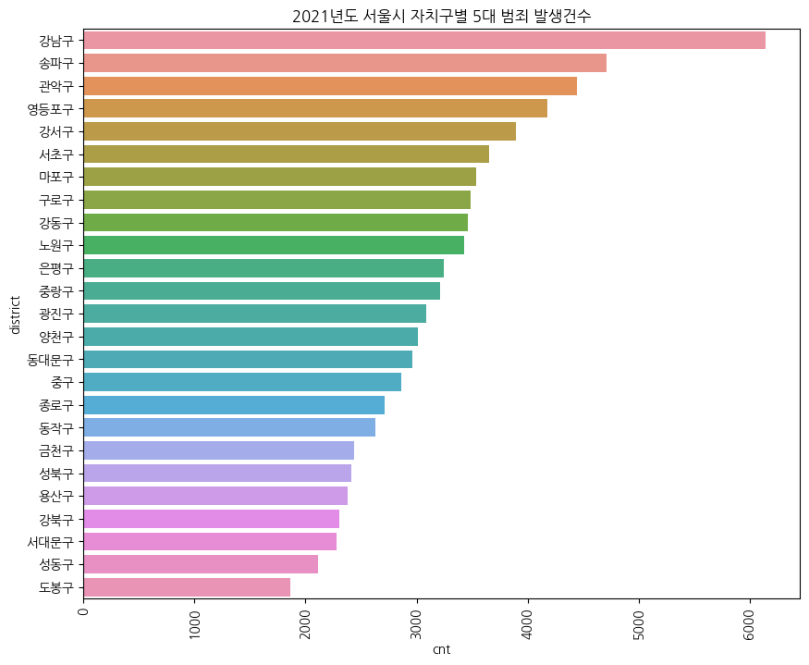 2021년도 서울시 자치구별 5대 범죄 발생건수
강남구
송파구
관악구
영등포구
강서구
서초구
마포구
구로구
강동구
노원구
은평구
중랑구
광진구
양천구
동대문구
중구
종로구
동작구
금천구
성북구
용산구
강북구
서대문구
성동구
도봉구
district
0
1000
2000
3000
4000
5000
6000
cnt